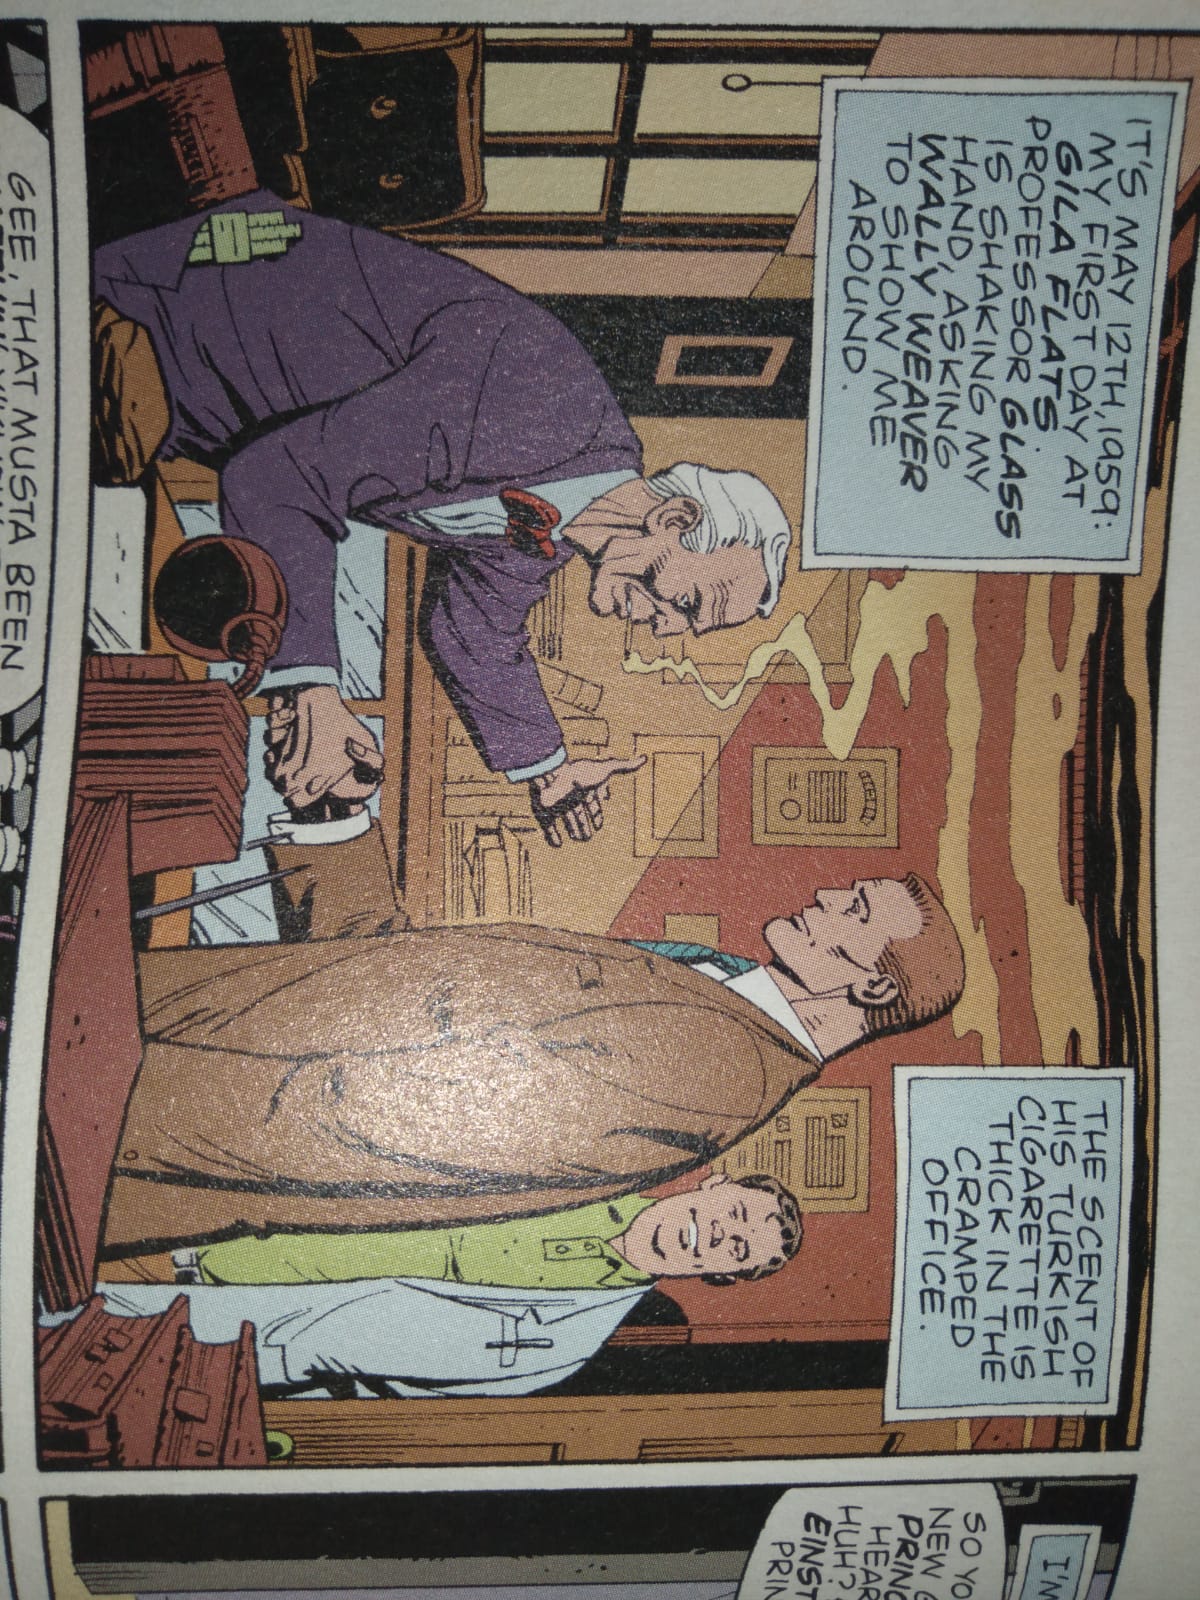 IT'S MAY 12TH, 1959:
MY FIRST DAY AT
GILA FLATS.
PROFESSOR GLASS
IS SHAKING MY
HAND, ASKING
WALLY WEAVER
TO SHOW ME
AROUND.
THE SCENT OF
HIS TURKISH
CIGARETTE IS
THICK IN THE
CRAMPED
OFFICE.
I'M
SO YO
NEW G
PRINC
HEAR
HUH?
EINST
PRIN
GEE, THAT MUSTA BEEN